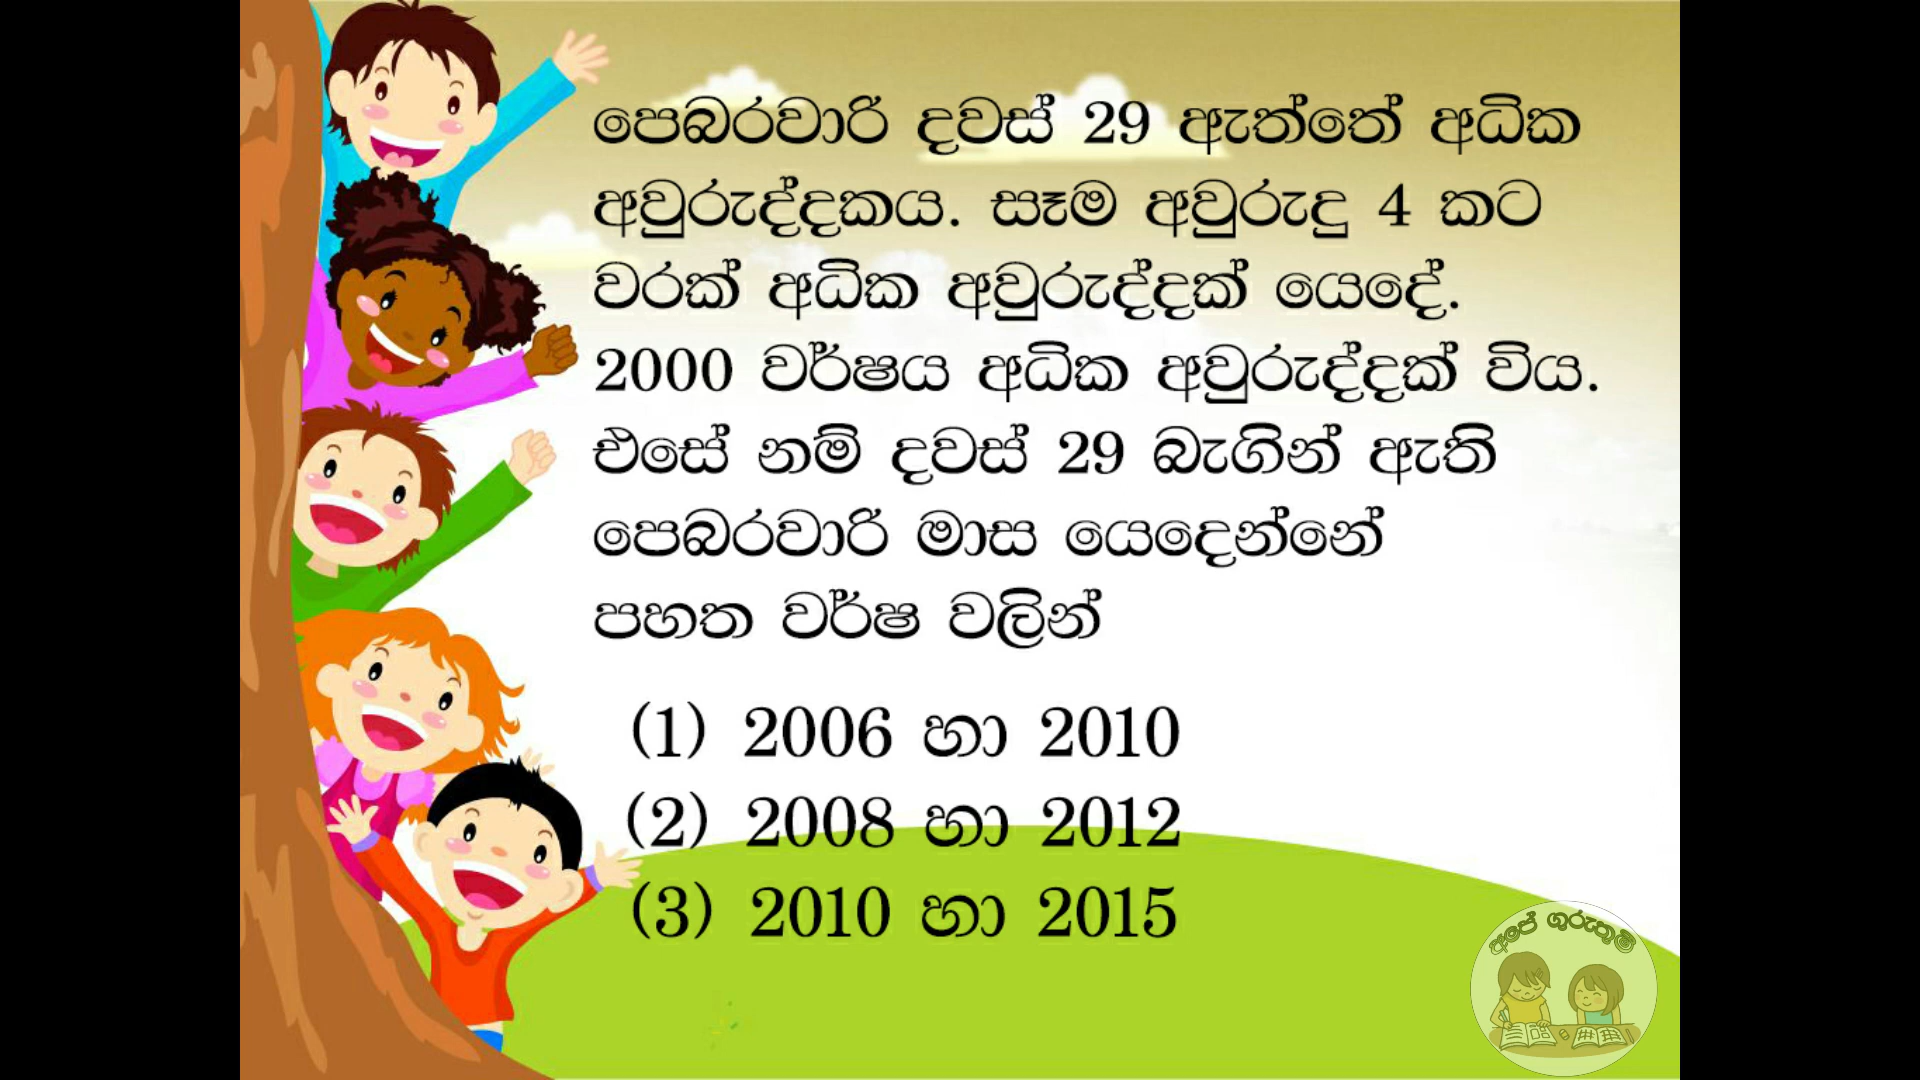 පෙබරවාරි දවස් 29 ඇත්තේ අධික
අවුරුද්දකය. සෑම අවුරුදු 4 කට
වරක් අධික අවුරුද්දක් යෙදේ.
2000 වර්ෂය අධික අවුරුද්දක් විය.
එසේ නම් දවස් 29 බැගින් ඇති
පෙබරවාරි මාස යෙදෙන්නේ
පහත වර්ෂ වලින්
(1) 2006 හා 2010
(2) 2008 හා 2012
(3) 2010 හා 2015
අපේ ගුරුතුමී